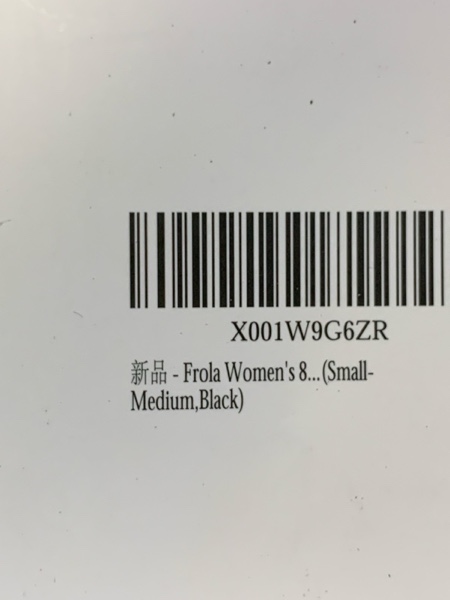 X001W9G6ZR
新品 - Frola Women's 8...(Small-
Medium,Black)